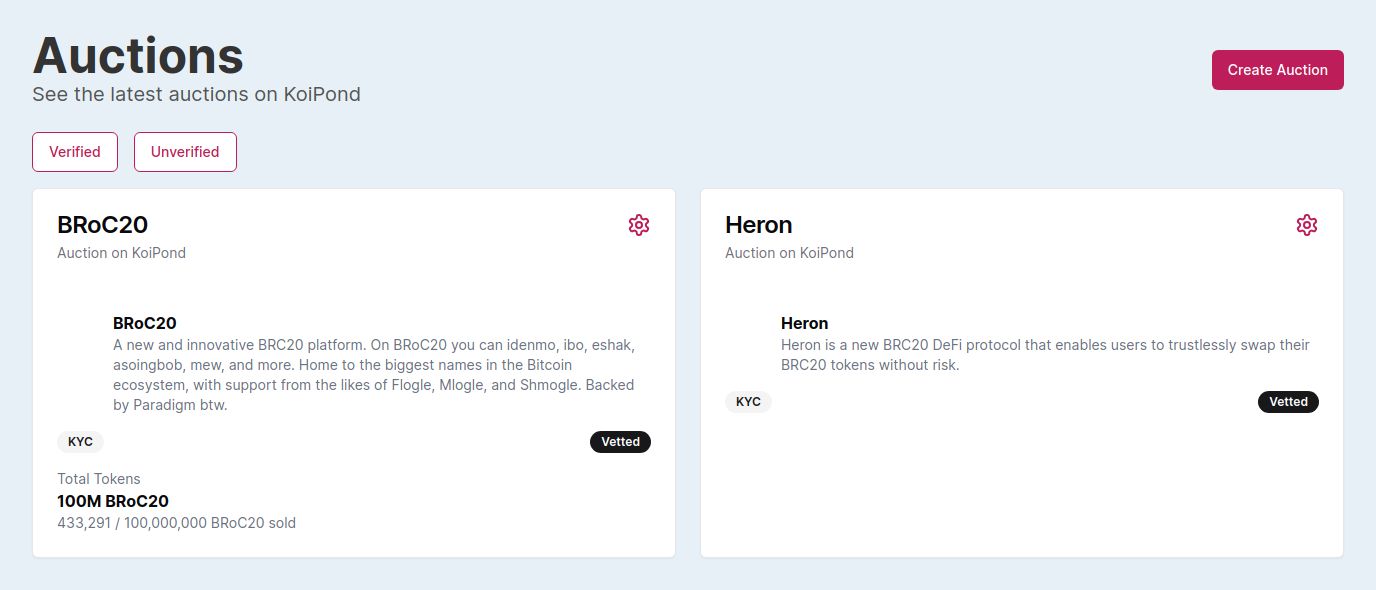 Auctions
See the latest auctions on KoiPond
Create Auction
Verified
Unverified
BRoC20
Auction on KoiPond
BRoC20
A new and innovative BRC20 platform. On BRoC20 you can idenmo, ibo, eshak,
asoingbob, mew, and more. Home to the biggest names in the Bitcoin
ecosystem, with support from the likes of Flogle, Mlogle, and Shmogle. Backed
by Paradigm btw.
KYC
Vetted
Total Tokens
100M BRoC20
433,291 / 100,000,000 BRoC20 sold
Heron
Auction on KoiPond
Heron
Heron is a new BRC20 DeFi protocol that enables users to trustlessly swap their
BRC20 tokens without risk.
KYC
Vetted